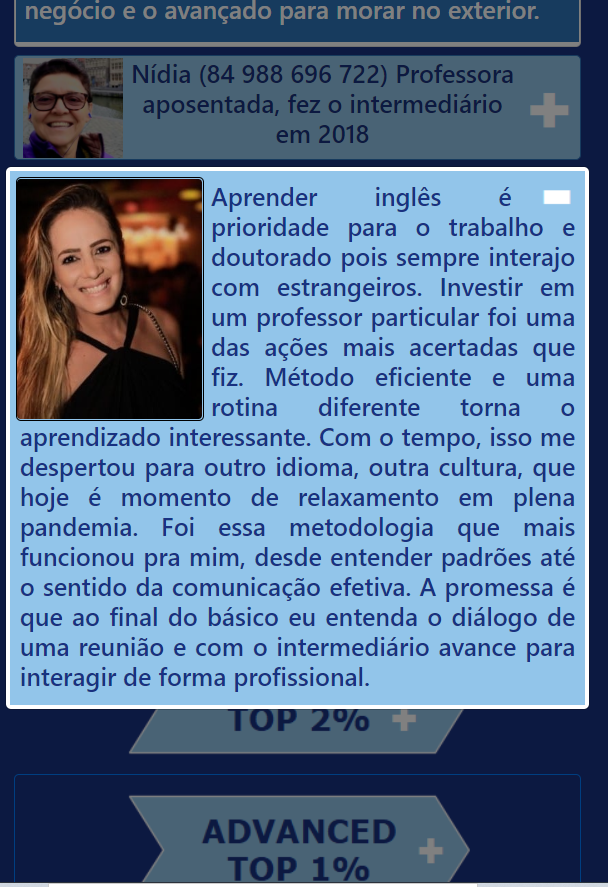 negócio e o avançado para morar no exterior.
Nídia (84 988 696 722) Professora
aposentada, fez o intermediário
em 2018
Aprender inglês é
prioridade para o trabalho e
doutorado pois sempre interajo
com estrangeiros. Investir em
um professor particular foi uma
das ações mais acertadas que
fiz. Método eficiente e uma
rotina diferente torna o
aprendizado interessante. Com o tempo, isso me
despertou para outro idioma, outra cultura, que
hoje é momento de relaxamento em plena
pandemia. Foi essa metodologia que mais
funcionou pra mim, desde entender padrões até
o sentido da comunicação efetiva. A promessa é
que ao final do básico eu entenda o diálogo de
uma reunião e com o intermediário avance para
interagir de forma profissional.
TOP 2%
ADVANCED
TOP 1%